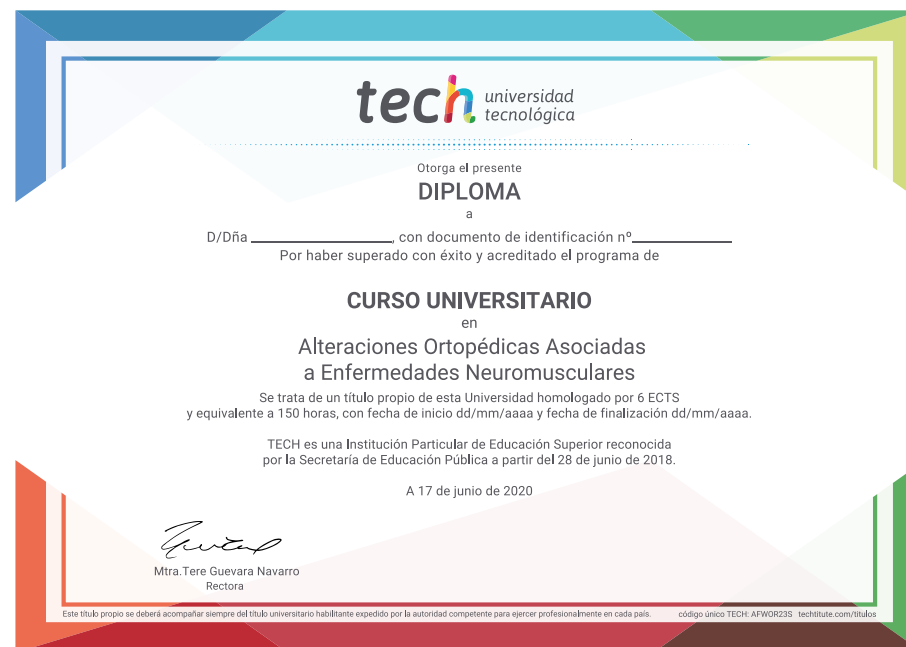 tech universidad
tecnológica
Otorga el presente
DIPLOMA
a
D/Dña ____________________, con documento de identificación nº______________
Por haber superado con éxito y acreditado el programa de
CURSO UNIVERSITARIO
en
Alteraciones Ortopédicas Asociadas
a Enfermedades Neuromusculares
Se trata de un título propio de esta Universidad homologado por 6 ECTS
y equivalente a 150 horas, con fecha de inicio dd/mm/aaaa y fecha de finalización dd/mm/aaaa.
TECH es una Institución Particular de Educación Superior reconocida
por la Secretaría de Educación Pública a partir del 28 de junio de 2018.
A 17 de junio de 2020
Mtra.Tere Guevara Navarro
Rectora
Este título propio se deberá acompañar siempre del título universitario habilitante expedido por la autoridad competente para ejercer profesionalmente en cada país. código único TECH: AFWOR23S techtitute.com/titulos